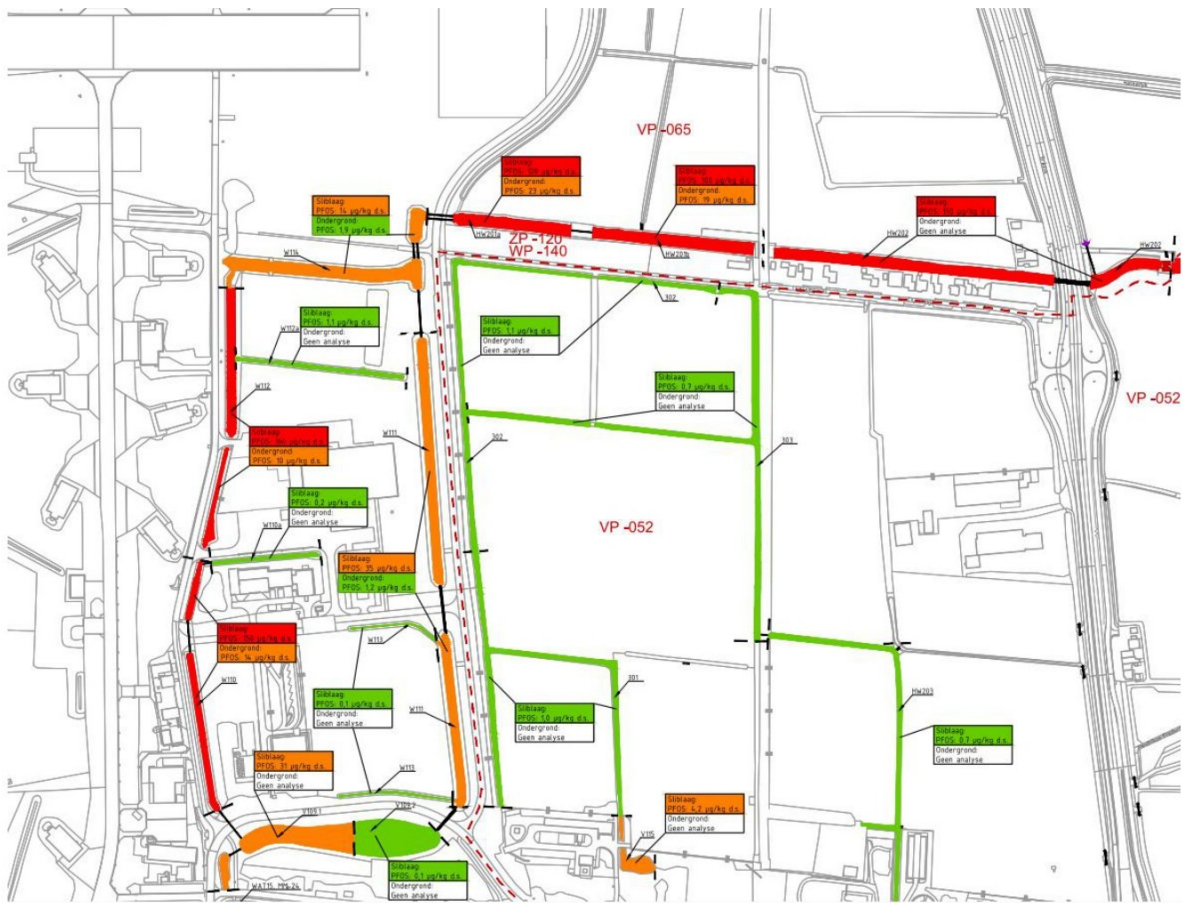 VP -065
Sliblaag:
Ondergrond:
PFOS: 23 µg/kg d.s.
Sliblaag:
PFOS: 100 µg/kg d.s.
Ondergrond:
PFOS: 19 µg/kg d.s.
Sliblaag:
PFOS: 14 µg/kg d.s.
Ondergrond:
PFOS: 1,9 µg/kg d.s.
Sliblaag:
PFOS: 110 µg/kg d.s.
Ondergrond:
Geen analyse
HW201a
ZP -120
WP -140
HW201b
HW202
HW202
W114
302
Sliblaag:
PFOS: 1,1 µg/kg d.s.
Ondergrond:
Geen analyse
W112a
Sliblaag:
PFOS: 1,1 µg/kg d.s.
Ondergrond:
Geen analyse
Sliblaag:
PFOS: 0,7 µg/kg d.s.
Ondergrond:
Geen analyse
VP -052
W112
W111
302
303
Sliblaag:
Ondergrond:
PFOS: 10 µg/kg d.s.
Sliblaag:
PFOS: 0,2 µg/kg d.s.
Ondergrond:
Geen analyse
W110a
VP -052
Sliblaag:
PFOS: 35 µg/kg d.s.
Ondergrond:
PFOS: 1,2 µg/kg d.s.
Sliblaag:
PFOS: 150 µg/kg d.s.
Ondergrond:
PFOS: 14 µg/kg d.s.
W113
W110
301
HW203
Sliblaag:
PFOS: 0,1 µg/kg d.s.
Ondergrond:
Geen analyse
W111
Sliblaag:
PFOS: 1,0 µg/kg d.s.
Ondergrond:
Geen analyse
Sliblaag:
PFOS: 0,7 µg/kg d.s.
Ondergrond:
Geen analyse
Sliblaag:
PFOS: 31 µg/kg d.s.
Ondergrond:
Geen analyse
W113
V109.1
V109.2
Sliblaag:
PFOS: 4,2 µg/kg d.s.
Ondergrond:
Geen analyse
V115
Sliblaag:
PFOS: 0,1 µg/kg d.s.
Ondergrond:
Geen analyse